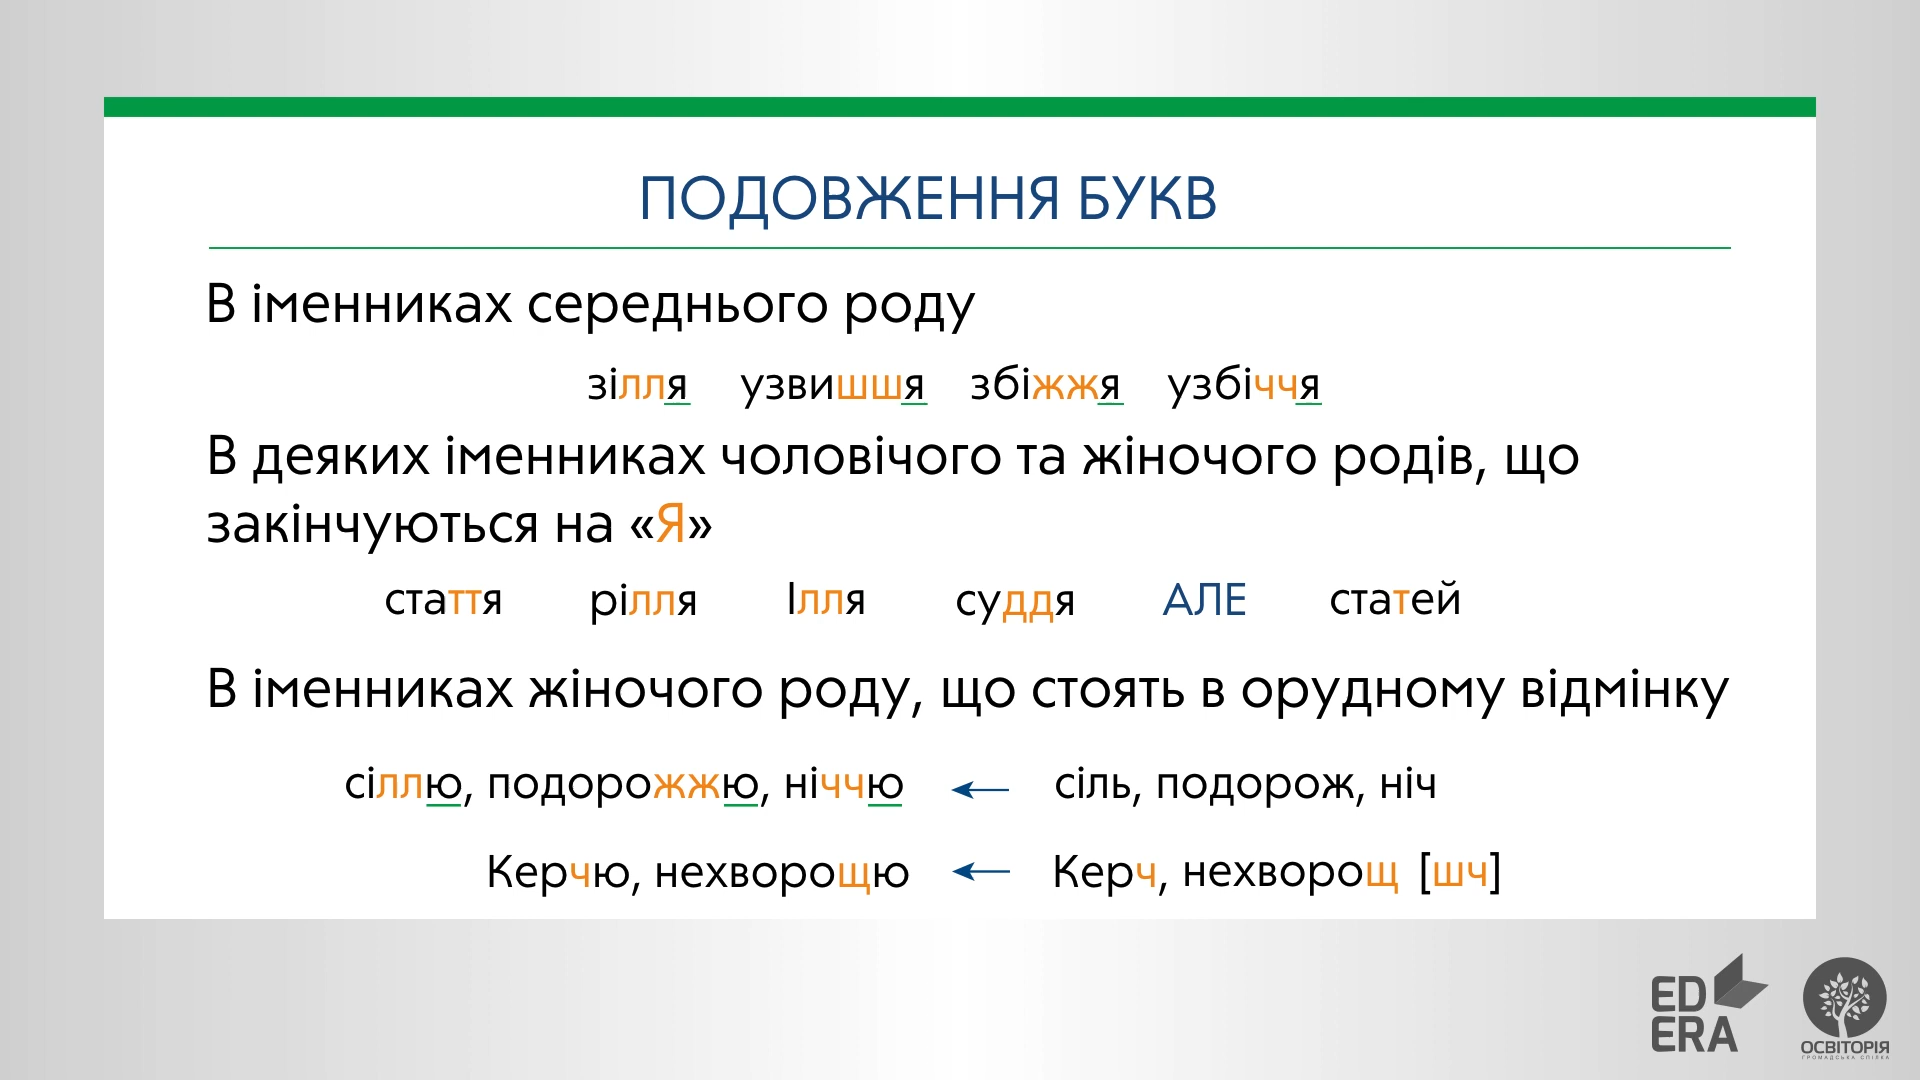 ПОДОВЖЕННЯ БУКВ
В іменниках середнього роду
зілля узвишшя збіжжя узбіччя
В деяких іменниках чоловічого та жіночого родів, що
закінчуються на «Я»
стаття рілля Ілля суддя АЛЕ статей
В іменниках жіночого роду, що стоять в орудному відмінку
сіллю, подорожжю, ніччю ← сіль, подорож, ніч
Керчю, нехворощю ← Керч, нехворощ [шч]
ED
ERA
ОСВІТОРІЯ
ГРОМАДСЬКА СПІЛКА